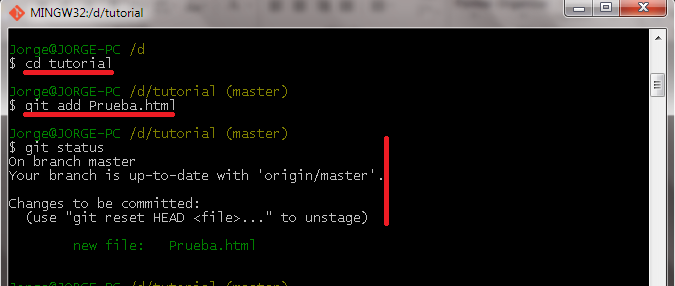 MINGW32:/d/tutorial
Jorge@JORGE-PC /d
$ cd tutorial
Jorge@JORGE-PC /d/tutorial (master)
$ git add Prueba.html
Jorge@JORGE-PC /d/tutorial (master)
$ git status
On branch master
Your branch is up-to-date with 'origin/master'.
Changes to be committed:
(use "git reset HEAD <file>..." to unstage)
new file: Prueba.html
Jorge@JORGE-PC /d/tutorial (master)